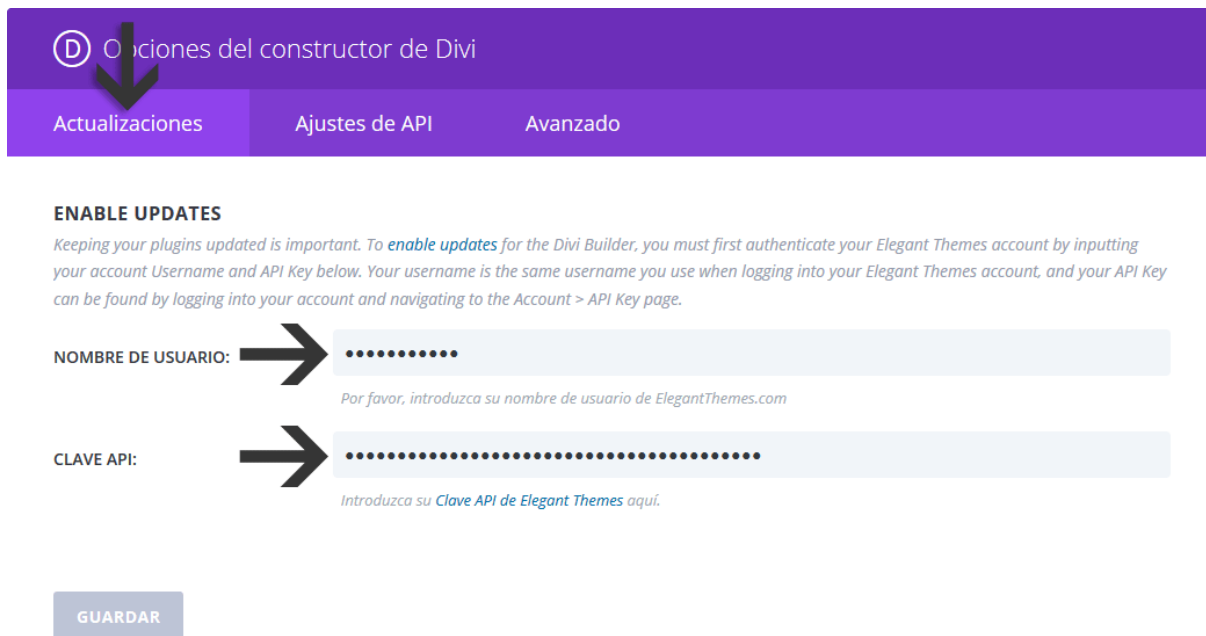 D Opciones del constructor de Divi
Actualizaciones Ajustes de API Avanzado
ENABLE UPDATES
Keeping your plugins updated is important. To enable updates for the Divi Builder, you must first authenticate your Elegant Themes account by inputting
your account Username and API Key below. Your username is the same username you use when logging into your Elegant Themes account, and your API Key
can be found by logging into your account and navigating to the Account > API Key page.
NOMBRE DE USUARIO:
Por favor, introduzca su nombre de usuario de ElegantThemes.com
CLAVE API:
Introduzca su Clave API de Elegant Themes aquí.
GUARDAR